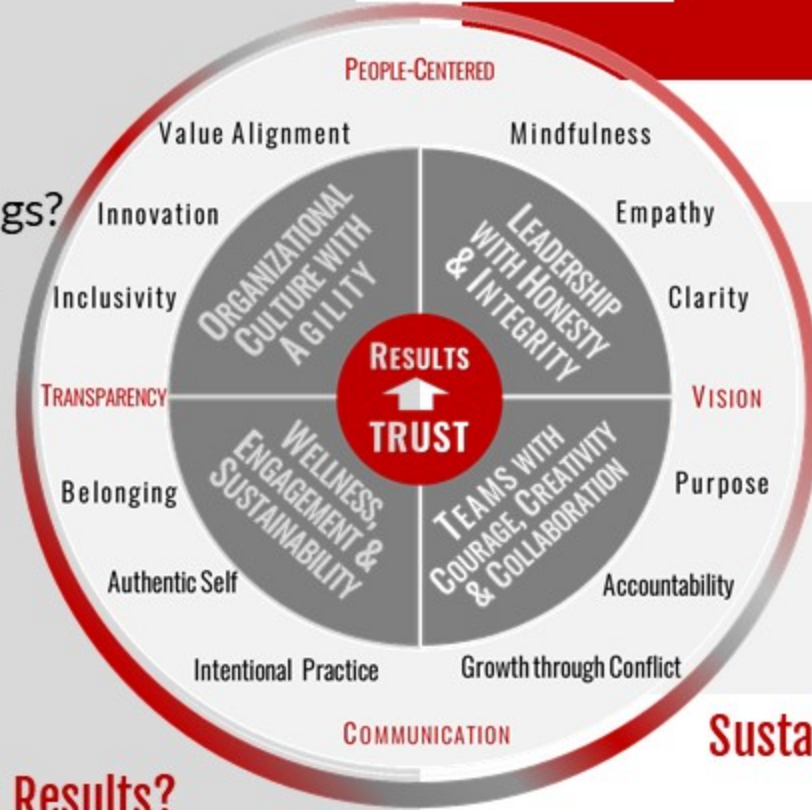 PEOPLE-CENTERED
Value Alignment
Mindfulness
gs?
Innovation
Empathy
Inclusivity
Clarity
TRANSPARENCY
VISION
Belonging
Purpose
Authentic Self
Accountability
Intentional Practice
Growth through Conflict
COMMUNICATION
ORGANIZATIONAL
CULTURE WITH
AGILITY
LEADERSHIP
WITH HONESTY
& INTEGRITY
RESULTS
TRUST
WELLNESS,
ENGAGEMENT &
SUSTAINABILITY
TEAMS WITH
COURAGE, CREATIVITY
& COLLABORATION
Susta
Results?